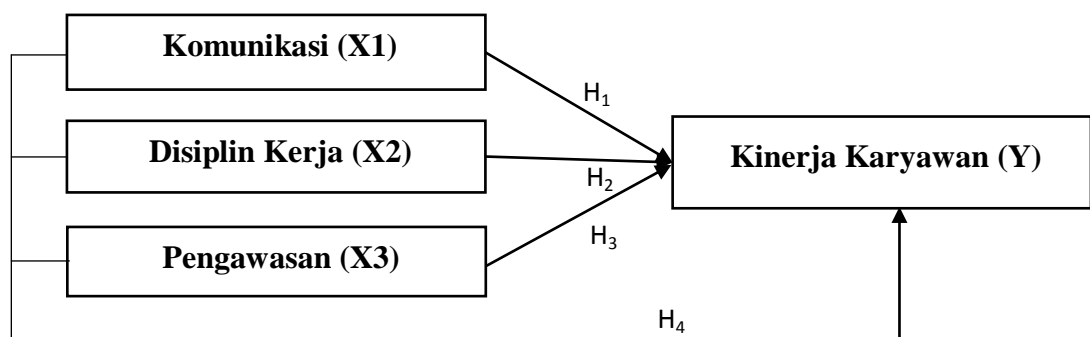 Komunikasi (X1)
H₁
Disiplin Kerja (X2)
Kinerja Karyawan (Y)
H₂
H₃
Pengawasan (X3)
H₄